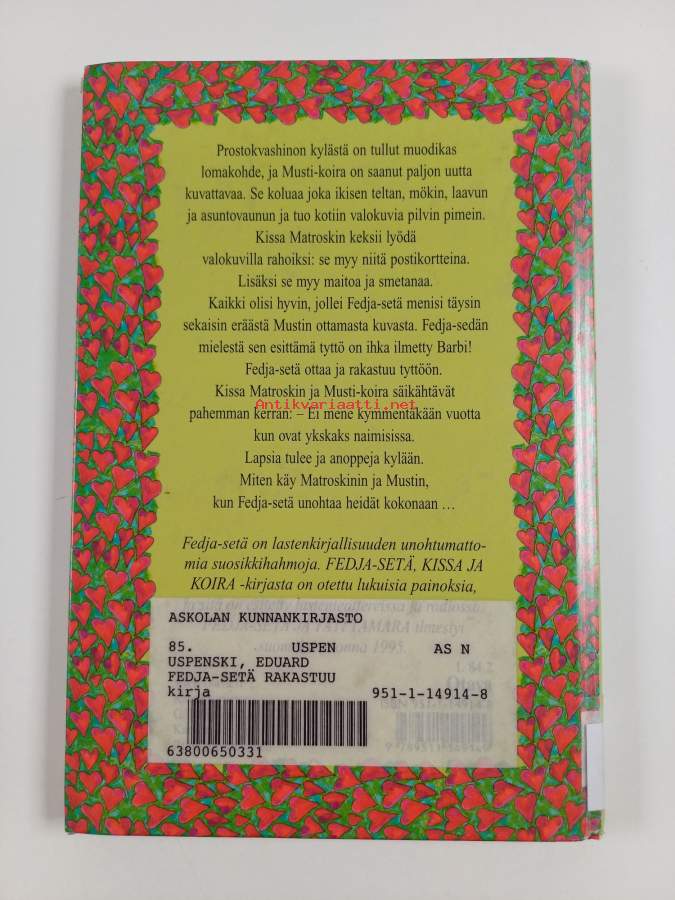 Prostokvashinon kylästä on tullut muodikas
lomakohde, ja Musti-koira on saanut paljon uutta
kuvattavaa. Se koluaa joka ikisen teltan, mökin, laavun
ja asuntovaunun ja tuo kotiin valokuvia pilvin pimein.
Kissa Matroskin keksii lyödä
valokuvilla rahoiksi: se myy niitä postikortteina.
Lisäksi se myy maitoa ja smetanaa.
Kaikki olisi hyvin, jollei Fedja-setä menisi täysin
sekaisin eräästä Mustin ottamasta kuvasta. Fedja-sedän
mielestä sen esittämä tyttö on ihka ilmetty Barbi!
Fedja-setä ottaa ja rakastuu tyttöön.
Kissa Matroskin ja Musti-koira säikähtävät
pahemman kerran: – Ei mene kymmentäkään vuotta
Antikvariaatti.net
kun ovat ykskaks naimisissa.
Lapsia tulee ja anoppeja kylään.
Miten käy Matroskinin ja Mustin,
kun Fedja-setä unohtaa heidät kokonaan ...
Fedja-setä on lastenkirjallisuuden unohtumatto-
mia suosikkihahmoja. FEDJA-SETÄ, KISSA JA
KOIRA -kirjasta on otettu lukuisia painoksia,
ASKOLAN KUNNANKIRJASTO
85. USPEN AS N
USPENSKI, EDUARD
FEDJA-SETÄ RAKASTUU
kirja 951-1-14914-8
63800650331
1995.
84.2
Otava